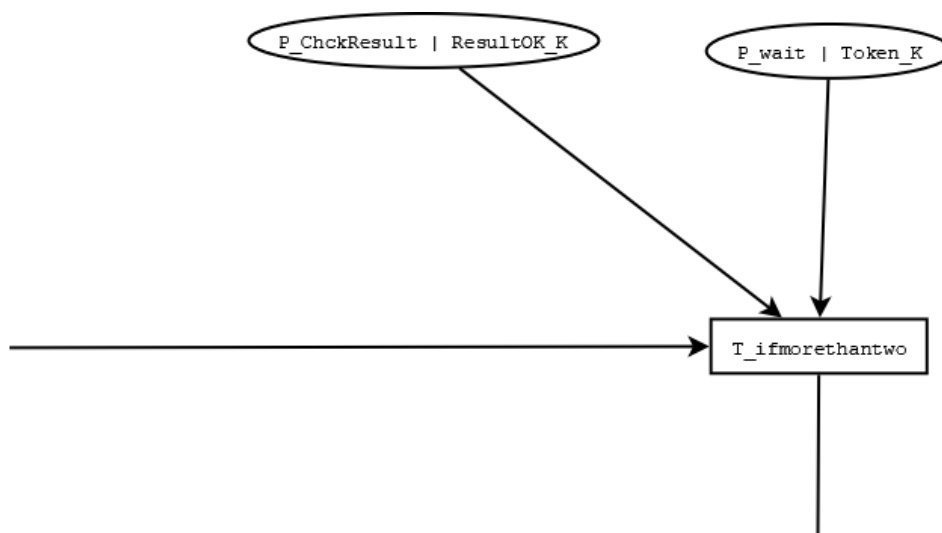 P_ChckResult | ResultOK_K
P_wait | Token_K
T_ifmorethantwo